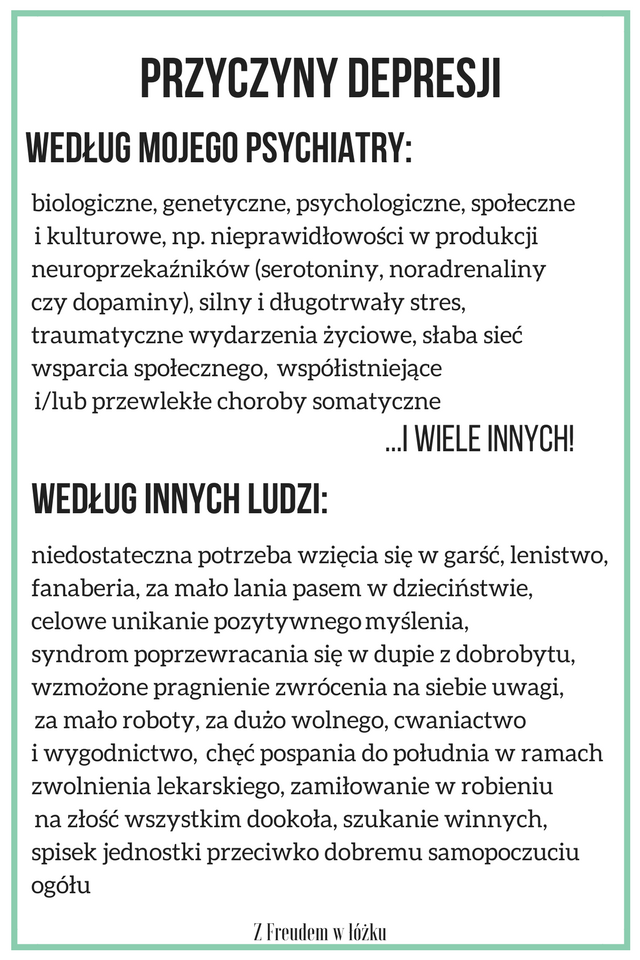 PRZYCZYNY DEPRESJI
WEDŁUG MOJEGO PSYCHIATRY:
biologiczne, genetyczne, psychologiczne, społeczne
i kulturowe, np. nieprawidłowości w produkcji
neuroprzekaźników (serotoniny, noradrenaliny
czy dopaminy), silny i długotrwały stres,
traumatyczne wydarzenia życiowe, słaba sieć
wsparcia społecznego, współistniejące
i/lub przewlekłe choroby somatyczne
...I WIELE INNYCH!
WEDŁUG INNYCH LUDZI:
niedostateczna potrzeba wzięcia się w garść, lenistwo,
fanaberia, za mało lania pasem w dzieciństwie,
celowe unikanie pozytywnego myślenia,
syndrom poprzewracania się w dupie z dobrobytu,
wzmożone pragnienie zwrócenia na siebie uwagi,
za mało roboty, za dużo wolnego, cwaniactwo
i wygodnictwo, chęć pospania do południa w ramach
zwolnienia lekarskiego, zamiłowanie w robieniu
na złość wszystkim dookoła, szukanie winnych,
spisek jednostki przeciwko dobremu samopoczuciu
ogółu
Z Freudem w łóżku